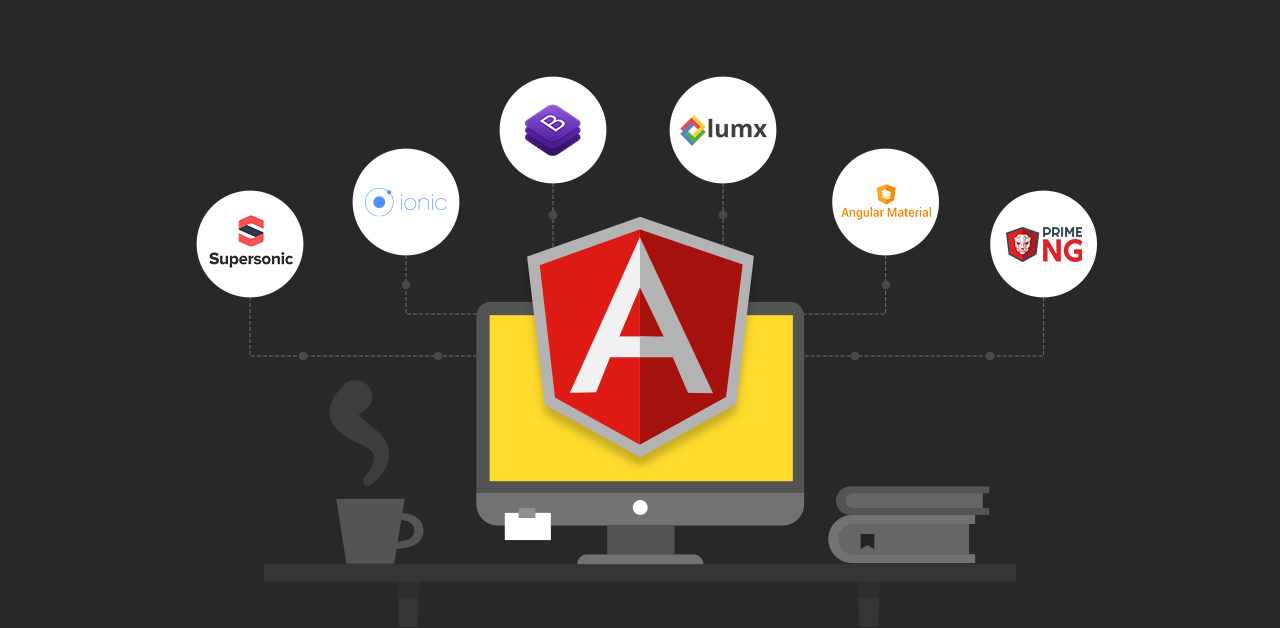 B
lumx
ionic
Angular Material
Supersonic
PRIME
NG
A